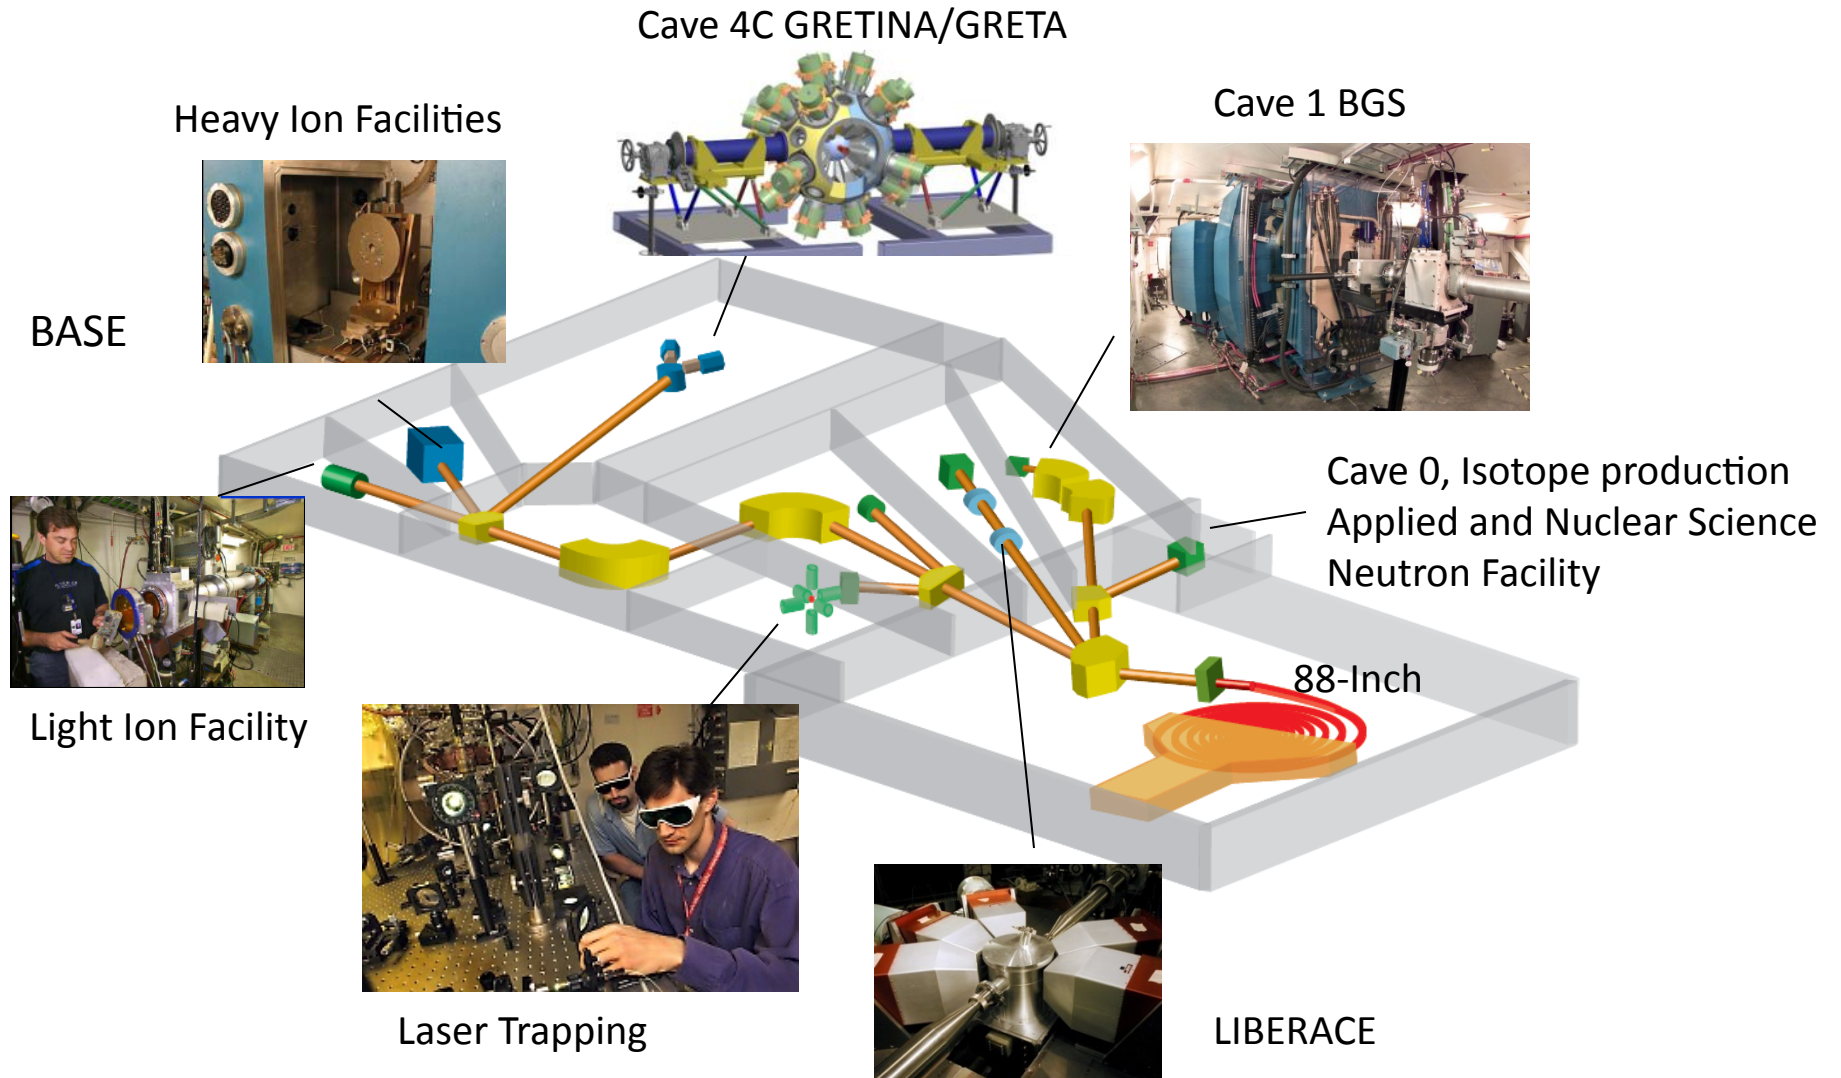 Cave 4C GRETINA/GRETA
Heavy Ion Facilities
Cave 1 BGS
BASE
Cave 0, Isotope production
Applied and Nuclear Science
Neutron Facility
88-Inch
Light Ion Facility
Laser Trapping
LIBERACE